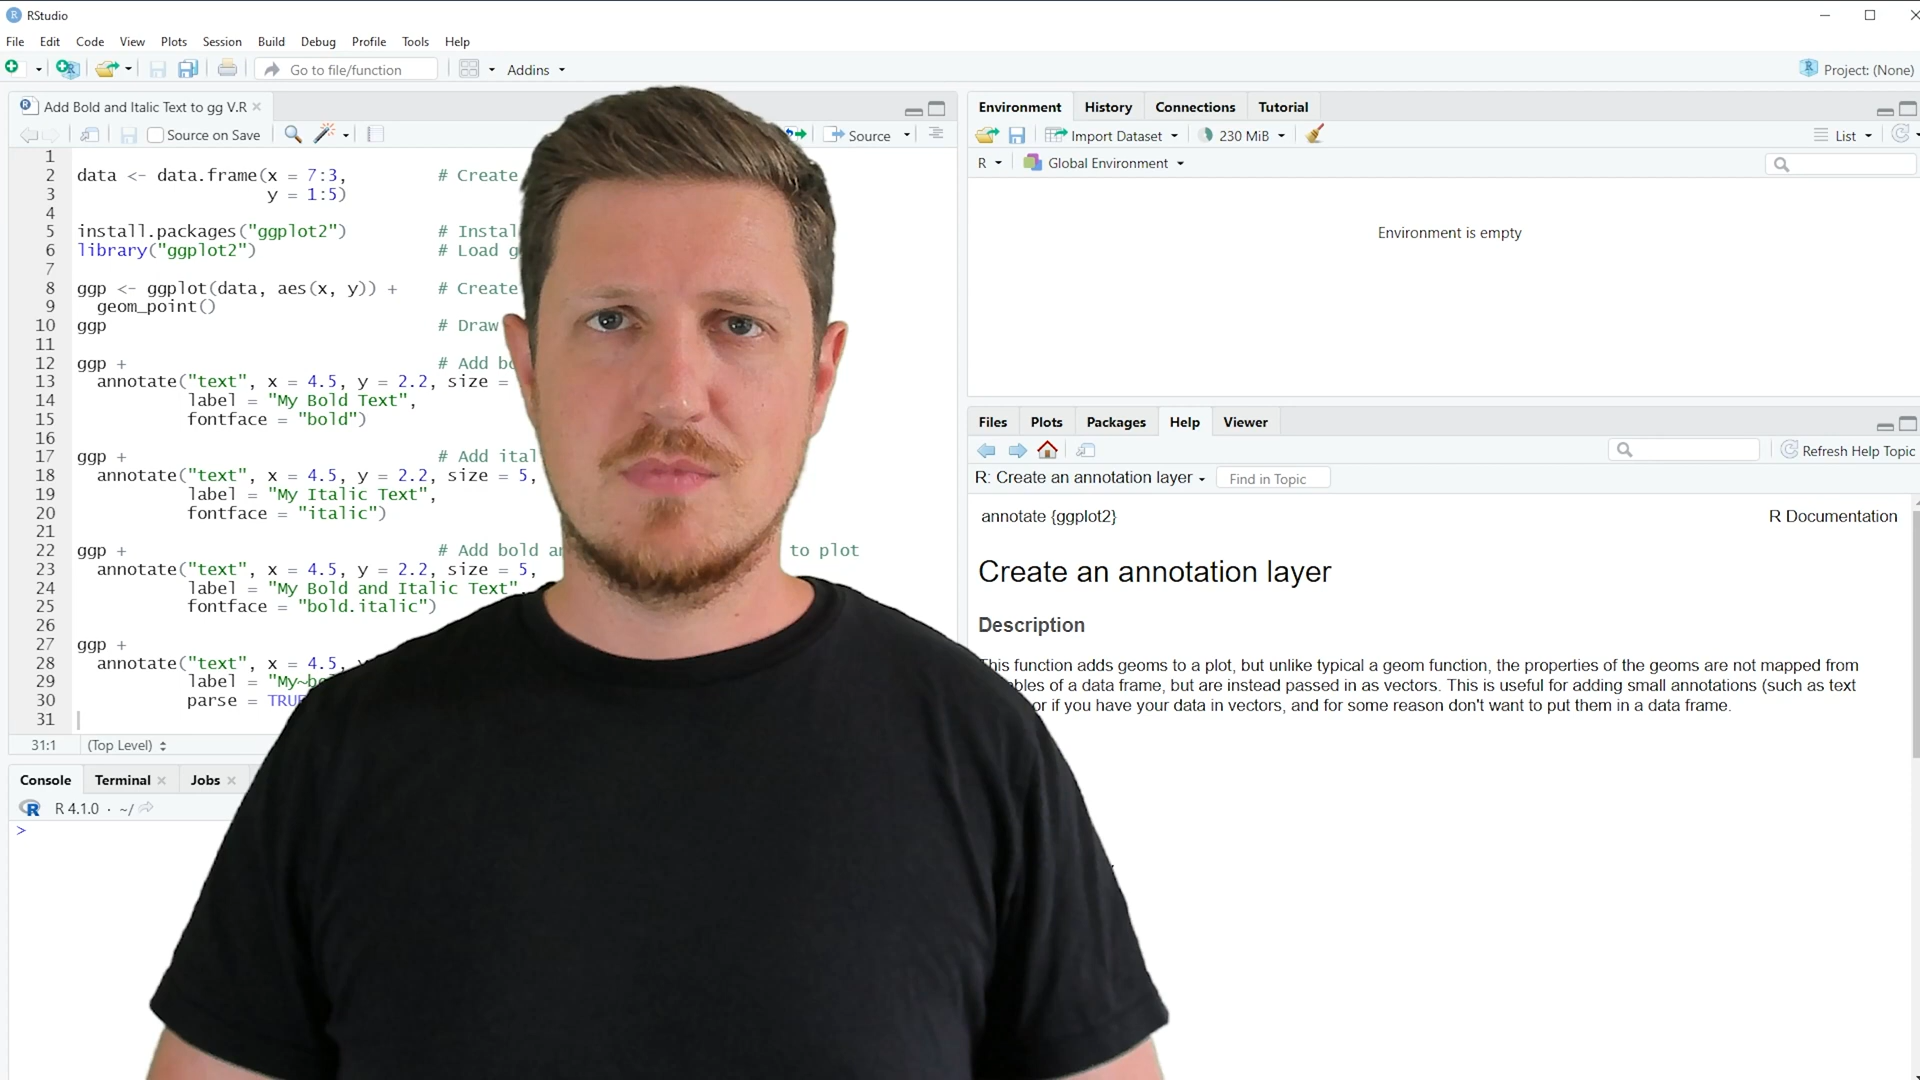 RStudio
File Edit Code View Plots Session Build Debug Profile Tools Help
Go to file/function Addins Project: (None)
Add Bold and Italic Text to gg V.R
Source on Save Source
1
2 data <- data.frame(x = 7:3, # Create
3 y = 1:5)
4
5 install.packages("ggplot2") # Instal
6 library("ggplot2") # Load g
7
8 ggp <- ggplot(data, aes(x, y)) + # Create
9 geom_point()
10 ggp # Draw
11
12 ggp + # Add bo
13 annotate("text", x = 4.5, y = 2.2, size =
14 label = "My Bold Text",
15 fontface = "bold")
16
17 ggp + # Add ital
18 annotate("text", x = 4.5, y = 2.2, size = 5,
19 label = "My Italic Text",
20 fontface = "italic")
21
22 ggp + # Add bold an to plot
23 annotate("text", x = 4.5, y = 2.2, size = 5,
24 label = "My Bold and Italic Text",
25 fontface = "bold.italic")
26
27 ggp +
28 annotate("text", x = 4.5,
29 label = "My~bo
30 parse = TRUE
31
31:1 (Top Level)
Console Terminal Jobs
R 4.1.0 · ~/
>
Environment History Connections Tutorial
Import Dataset 230 MiB List
R Global Environment
Environment is empty
Files Plots Packages Help Viewer
Refresh Help Topic
R: Create an annotation layer Find in Topic
annotate {ggplot2} R Documentation
Create an annotation layer
Description
This function adds geoms to a plot, but unlike typical a geom function, the properties of the geoms are not mapped from
bles of a data frame, but are instead passed in as vectors. This is useful for adding small annotations (such as text
or if you have your data in vectors, and for some reason don't want to put them in a data frame.